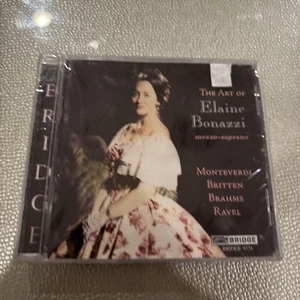 BRIDGE
THE ART OF
Elaine
Bonazzi
mezzo-soprano
MONTEVERDI
BRITTEN
BRAHMS
RAVEL
BRIDGE